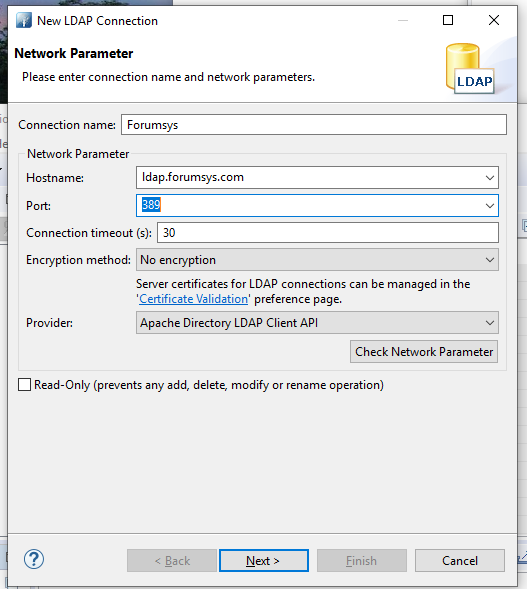 New LDAP Connection
Network Parameter
Please enter connection name and network parameters.
LDAP
Connection name: Forumsys
Network Parameter
Hostname: ldap.forumsys.com
Port: 389
Connection timeout (s): 30
Encryption method: No encryption
Server certificates for LDAP connections can be managed in the
'Certificate Validation' preference page.
Provider: Apache Directory LDAP Client API
Check Network Parameter
Read-Only (prevents any add, delete, modify or rename operation)
? < Back Next > Finish Cancel